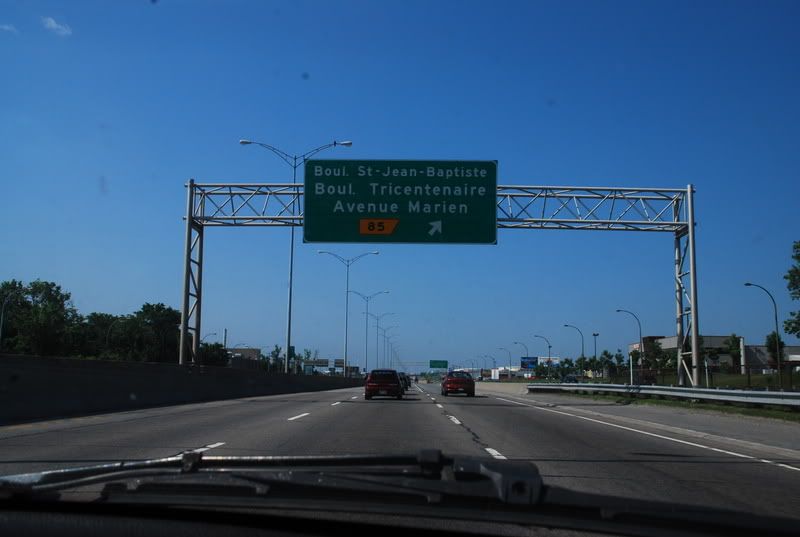 Boul. St-Jean-Baptiste
Boul. Tricentenaire
Avenue Marien
85